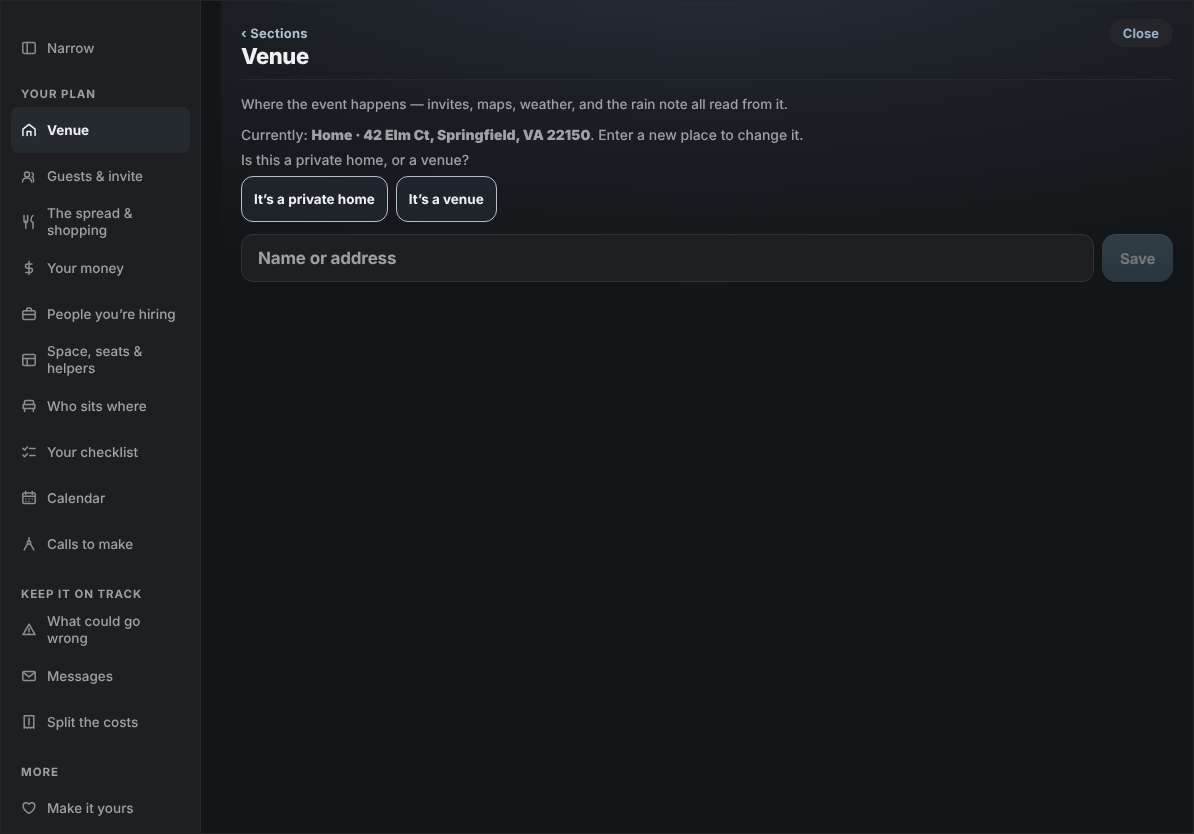 Narrow
YOUR PLAN
Venue
Guests & invite
The spread &
shopping
Your money
People you’re hiring
Space, seats &
helpers
Who sits where
Your checklist
Calendar
Calls to make
KEEP IT ON TRACK
What could go
wrong
Messages
Split the costs
MORE
Make it yours
‹ Sections
Close
Venue
Where the event happens — invites, maps, weather, and the rain note all read from it.
Currently: Home · 42 Elm Ct, Springfield, VA 22150. Enter a new place to change it.
Is this a private home, or a venue?
It’s a private home
It’s a venue
Name or address
Save